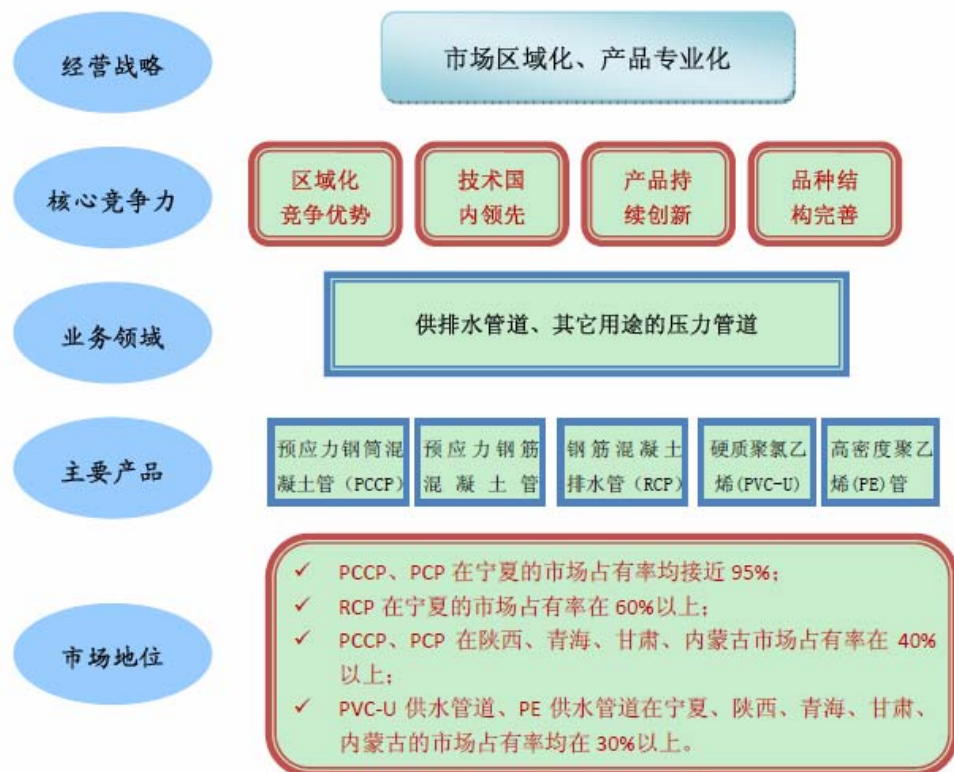 经营战略
市场区域化、产品专业化
核心竞争力
区域化
竞争优势
技术国
内领先
产品持
续创新
品种结
构完善
业务领域
供排水管道、其它用途的压力管道
主要产品
预应力钢筒混
凝土管（PCCP）
预应力钢筋
混凝土管
钢筋混凝土
排水管（RCP）
硬质聚氯乙
烯(PVC-U)
高密度聚乙
烯(PE)管
市场地位
✓ PCCP、PCP 在宁夏的市场占有率均接近 95%；
✓ RCP 在宁夏的市场占有率在 60%以上；
✓ PCCP、PCP 在陕西、青海、甘肃、内蒙古市场占有率在 40%
以上；
✓ PVC-U 供水管道、PE 供水管道在宁夏、陕西、青海、甘肃、
内蒙古的市场占有率均在 30%以上。